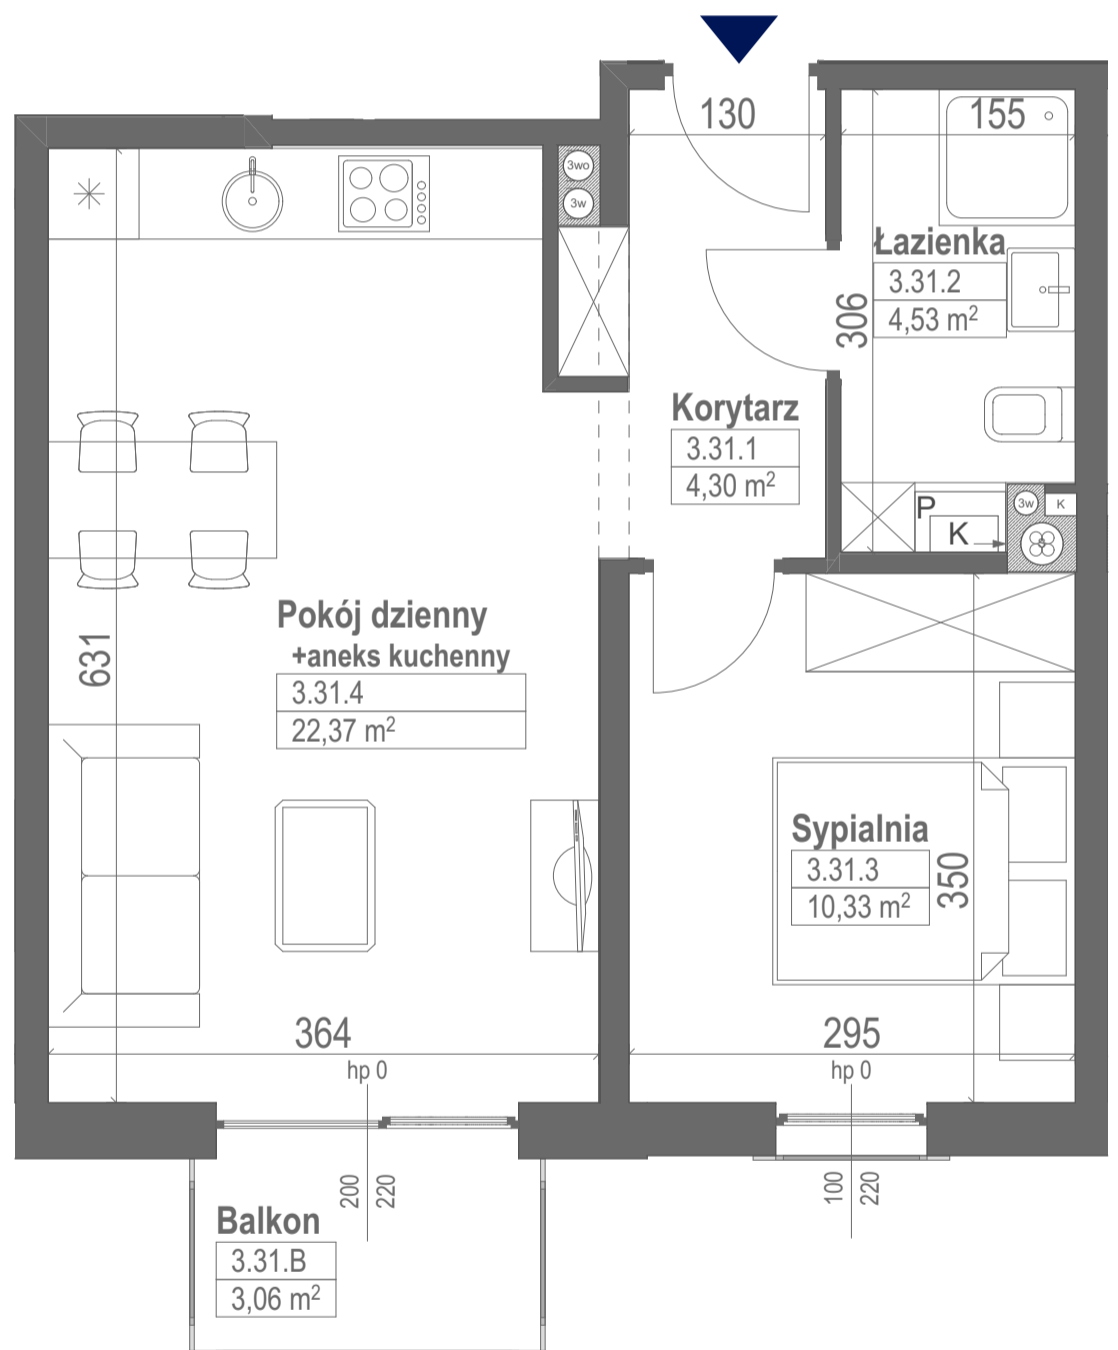 130
155
3wo
3w
Łazienka
3.31.2
4,53 m²
306
Korytarz
3.31.1
4,30 m²
P
K
3w
K
Pokój dzienny
+aneks kuchenny
3.31.4
22,37 m²
631
Sypialnia
3.31.3
10,33 m²
350
364
hp 0
295
hp 0
200
220
100
220
Balkon
3.31.B
3,06 m²